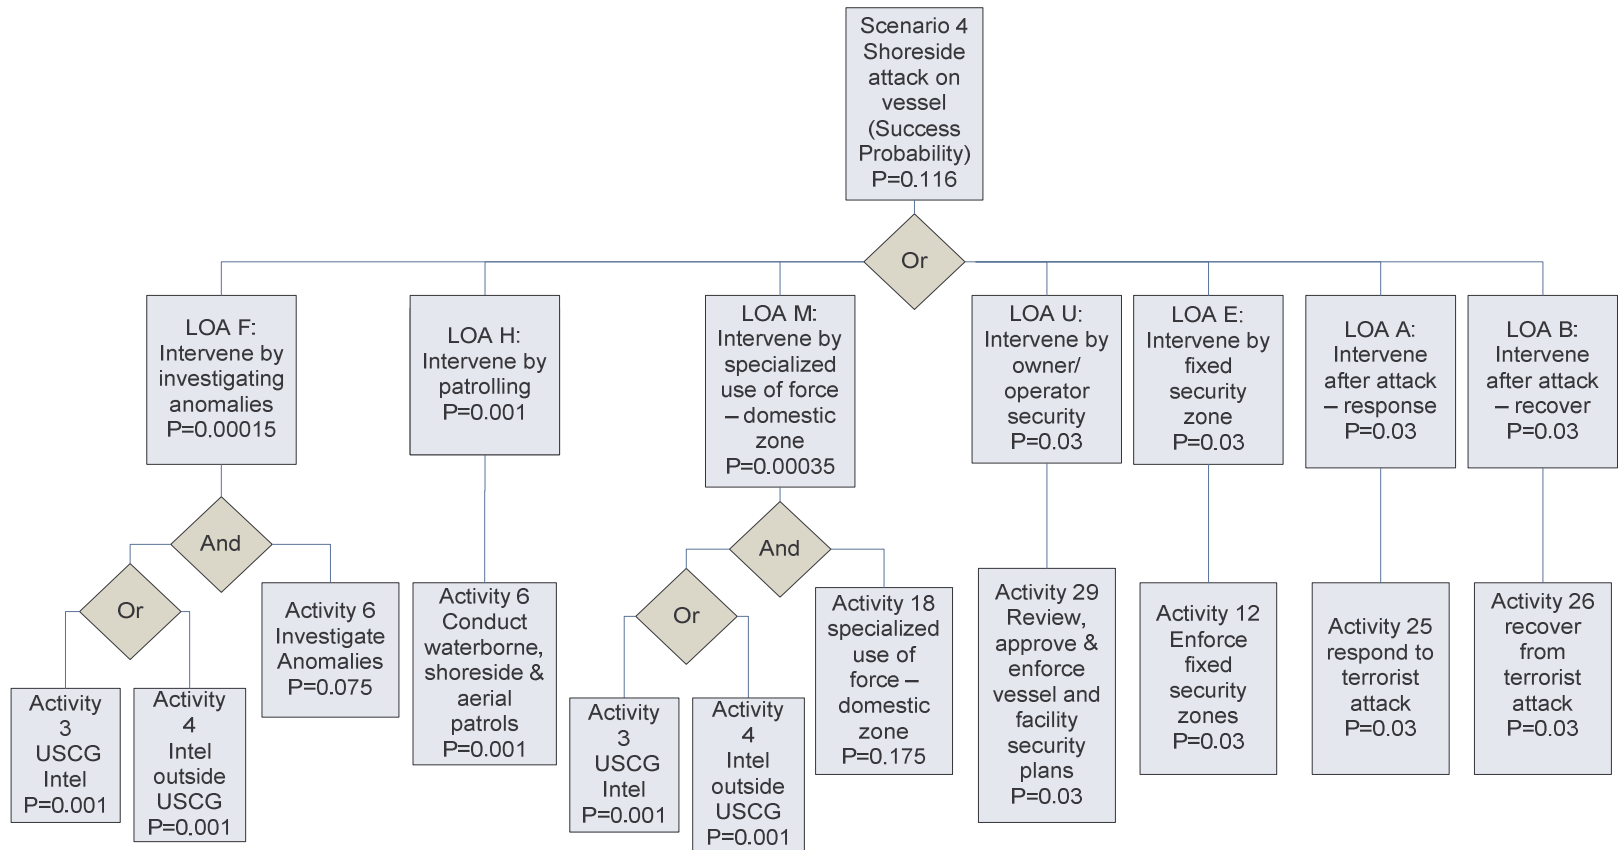 Scenario 4
Shoreside
attack on
vessel
(Success
Probability)
P=0.116
Or
LOA F:
Intervene by
investigating
anomalies
P=0.00015
LOA H:
Intervene by
patrolling
P=0.001
LOA M:
Intervene by
specialized
use of force
– domestic
zone
P=0.00035
LOA U:
Intervene by
owner/
operator
security
P=0.03
LOA E:
Intervene by
fixed
security
zone
P=0.03
LOA A:
Intervene
after attack
– response
P=0.03
LOA B:
Intervene
after attack
– recover
P=0.03
And
Or
Activity 6
Investigate
Anomalies
P=0.075
Activity
3
USCG
Intel
P=0.001
Activity
4
Intel
outside
USCG
P=0.001
Activity 6
Conduct
waterborne,
shoreside &
aerial
patrols
P=0.001
And
Or
Activity 18
specialized
use of
force –
domestic
zone
P=0.175
Activity
3
USCG
Intel
P=0.001
Activity
4
Intel
outside
USCG
P=0.001
Activity 29
Review,
approve &
enforce
vessel and
facility
security
plans
P=0.03
Activity 12
Enforce
fixed
security
zones
P=0.03
Activity 25
respond to
terrorist
attack
P=0.03
Activity 26
recover
from
terrorist
attack
P=0.03